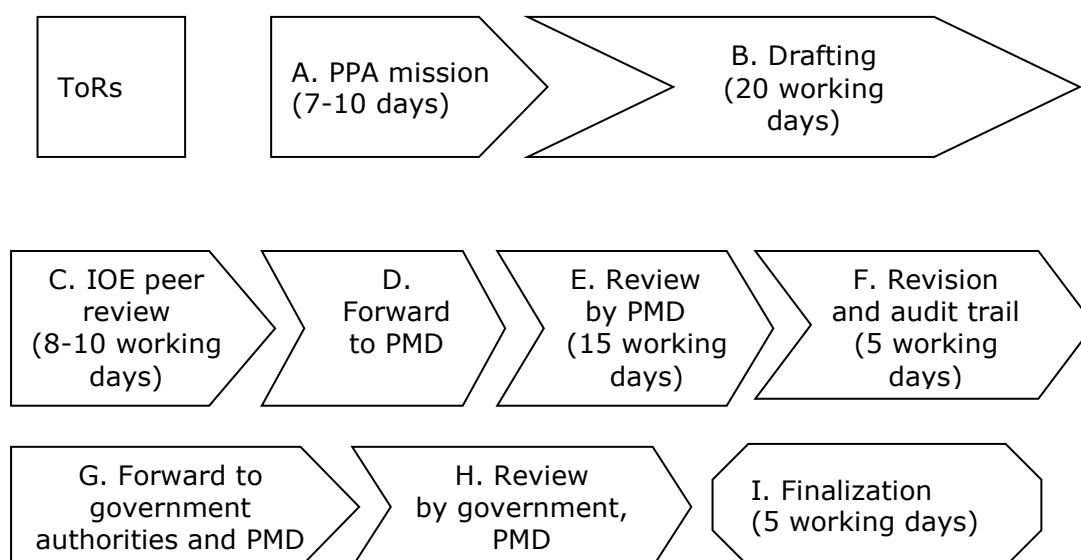 ToRs
A. PPA mission
(7-10 days)
B. Drafting
(20 working
days)
C. IOE peer
review
(8-10 working
days)
D.
Forward
to PMD
E. Review
by PMD
(15 working
days)
F. Revision
and audit trail
(5 working
days)
G. Forward to
government
authorities and PMD
H. Review
by government,
PMD
I. Finalization
(5 working days)